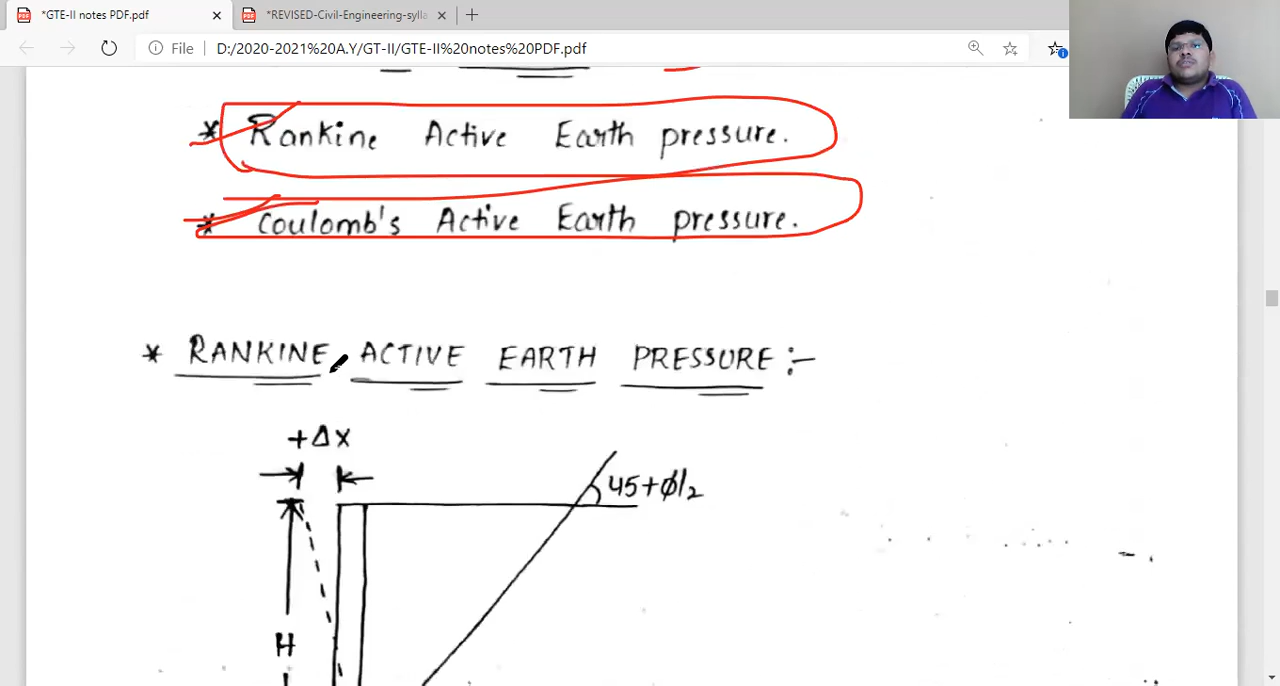 *GTE-II notes PDF.pdf
*REVISED-Civil-Engineering-sylla
File D:/2020-2021%20A.Y/GT-II/GTE-II%20notes%20PDF.pdf
* Rankine Active Earth pressure.
* Coulomb's Active Earth pressure.
* RANKINE ACTIVE EARTH PRESSURE :-
+Δx
45+ϕ/2
H